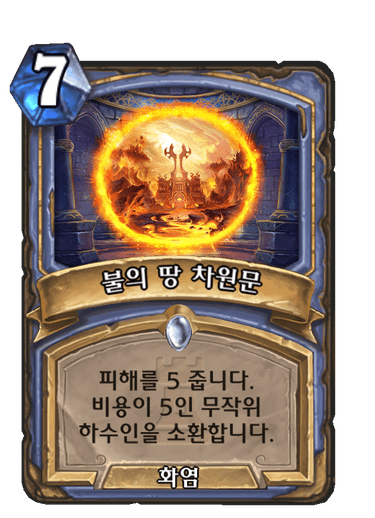 7
불의 땅 차원문
피해를 5 줍니다.
비용이 5인 무작위
하수인을 소환합니다.
화염